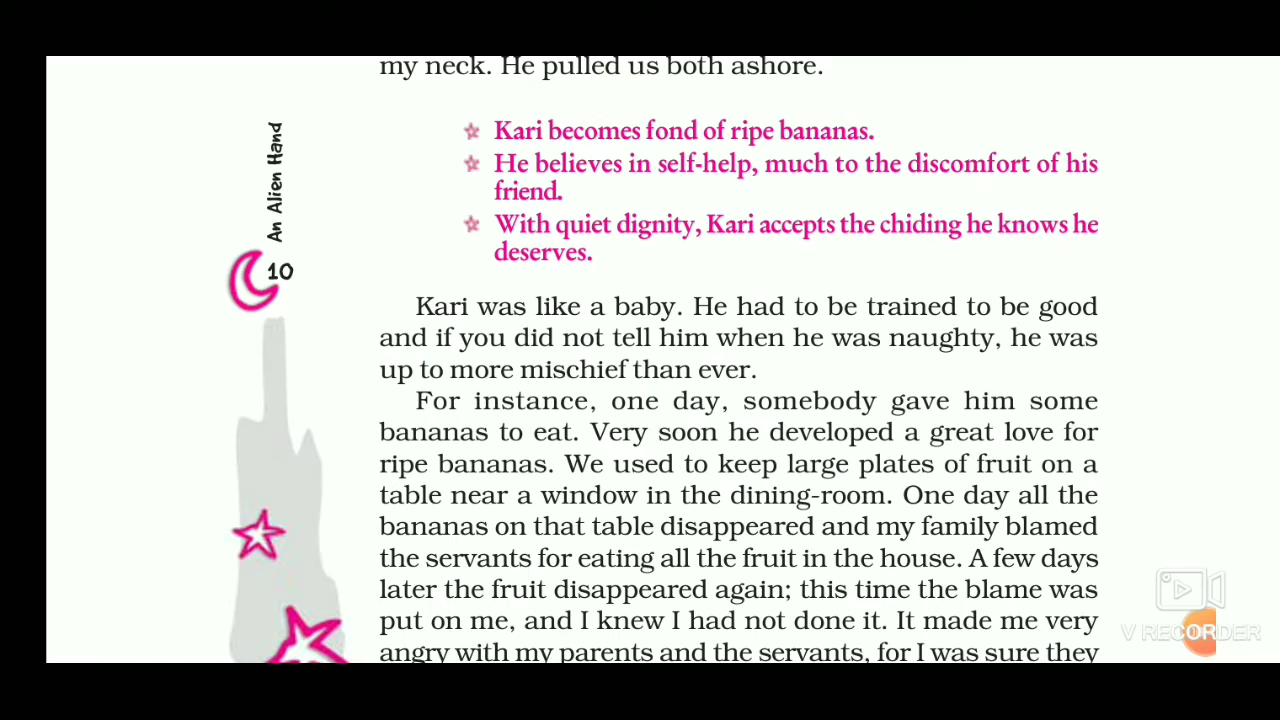 my neck. He pulled us both ashore.
Kari becomes fond of ripe bananas.
He believes in self-help, much to the discomfort of his
friend.
With quiet dignity, Kari accepts the chiding he knows he
deserves.
An Alien Hand
10
Kari was like a baby. He had to be trained to be good
and if you did not tell him when he was naughty, he was
up to more mischief than ever.
For instance, one day, somebody gave him some
bananas to eat. Very soon he developed a great love for
ripe bananas. We used to keep large plates of fruit on a
table near a window in the dining-room. One day all the
bananas on that table disappeared and my family blamed
the servants for eating all the fruit in the house. A few days
later the fruit disappeared again; this time the blame was
put on me, and I knew I had not done it. It made me very
angry with my parents and the servants, for I was sure they
V RECORDER